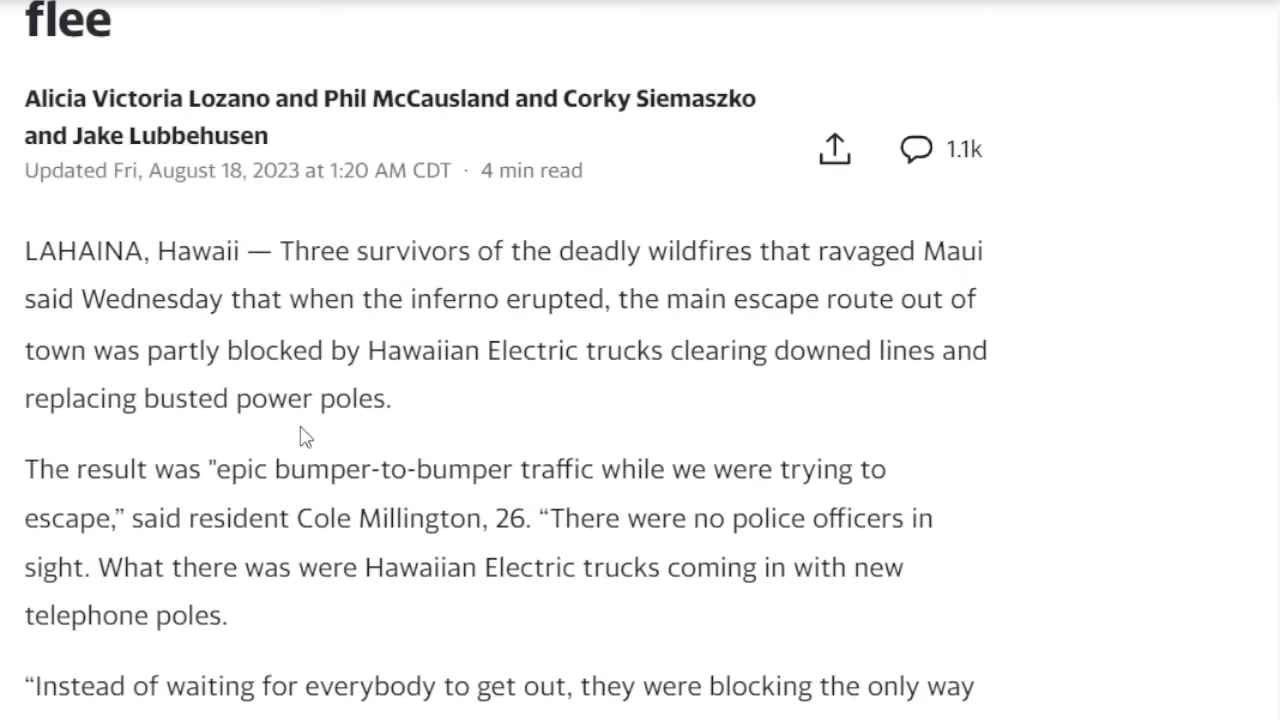 flee
Alicia Victoria Lozano and Phil McCausland and Corky Siemaszko
and Jake Lubbehusen
Updated Fri, August 18, 2023 at 1:20 AM CDT · 4 min read
1.1k
LAHAINA, Hawaii — Three survivors of the deadly wildfires that ravaged Maui
said Wednesday that when the inferno erupted, the main escape route out of
town was partly blocked by Hawaiian Electric trucks clearing downed lines and
replacing busted power poles.
The result was "epic bumper-to-bumper traffic while we were trying to
escape,” said resident Cole Millington, 26. “There were no police officers in
sight. What there was were Hawaiian Electric trucks coming in with new
telephone poles.
“Instead of waiting for everybody to get out, they were blocking the only way